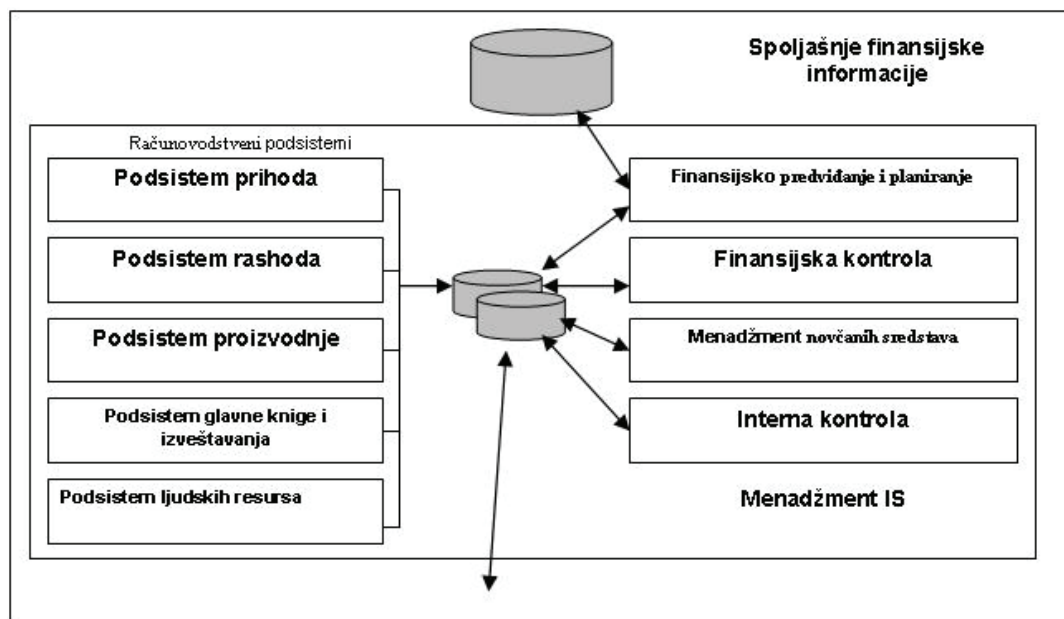 Spoljašnje finansijske
informacije
Računovodstveni podsistemi
Podsistem prihoda
Podsistem rashoda
Podsistem proizvodnje
Podsistem glavne knige i
izveštavanja
Podsistem ljudskih resursa
Finansijsko predviđanje i planiranje
Finansijska kontrola
Menadžment novčanih sredstava
Interna kontrola
Menadžment IS